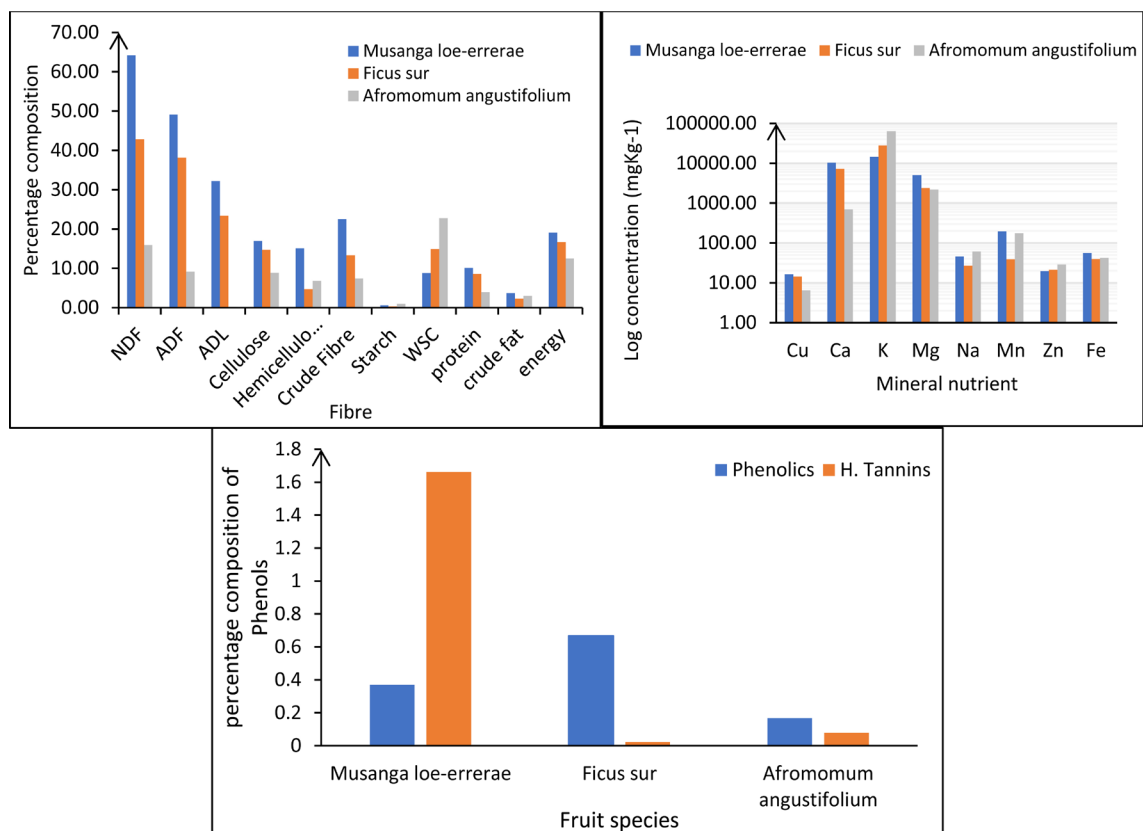 70.00
60.00
50.00
40.00
30.00
20.00
10.00
0.00
Percentage composition
Musanga loe-errerae
Ficus sur
Afromomum angustifolium
NDF
ADF
ADL
Cellulose
Hemicellulo...
Crude Fibre
Starch
WSC
protein
crude fat
energy
Fibre
Musanga loe-errerae Ficus sur Afromomum angustifolium
100000.00
10000.00
1000.00
100.00
10.00
1.00
Log concentration (mgKg-1)
Cu Ca K Mg Na Mn Zn Fe
Mineral nutrient
1.8
1.6
1.4
1.2
1
0.8
0.6
0.4
0.2
0
percentage composition of
Phenols
Phenolics H. Tannins
Musanga loe-errerae Ficus sur Afromomum
angustifolium
Fruit species